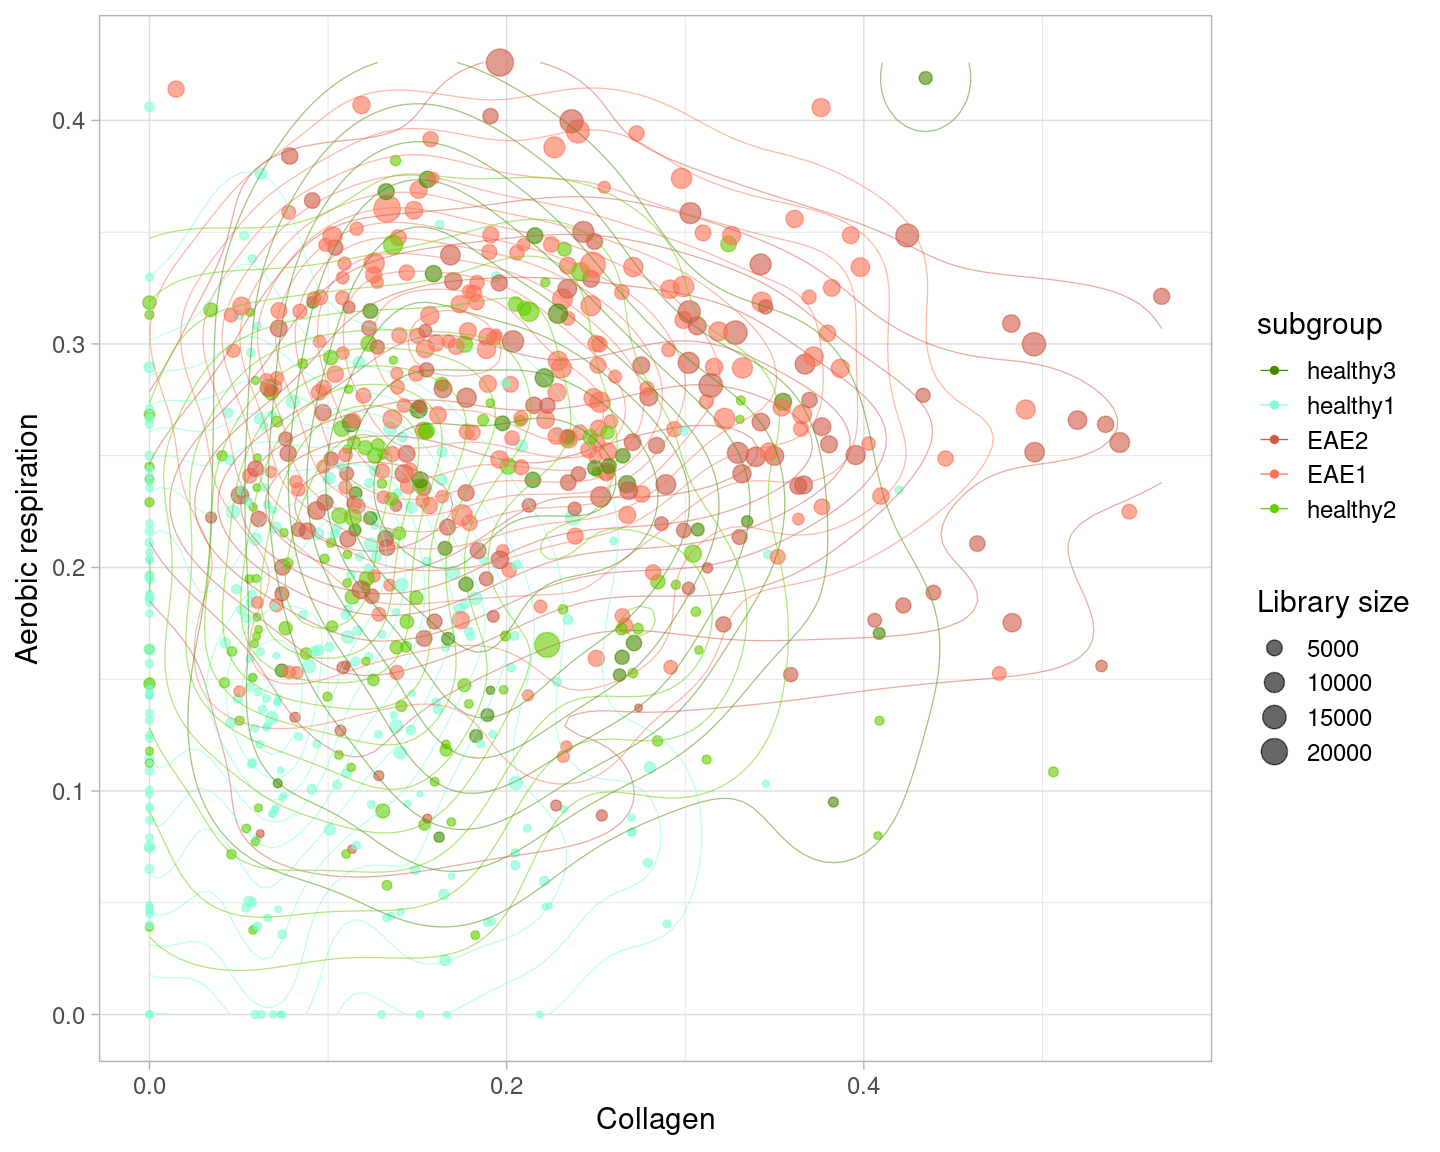 0.4
0.3
0.2
0.1
0.0
Aerobic respiration
0.0
0.2
0.4
Collagen
subgroup
healthy3
healthy1
EAE2
EAE1
healthy2
Library size
5000
10000
15000
20000